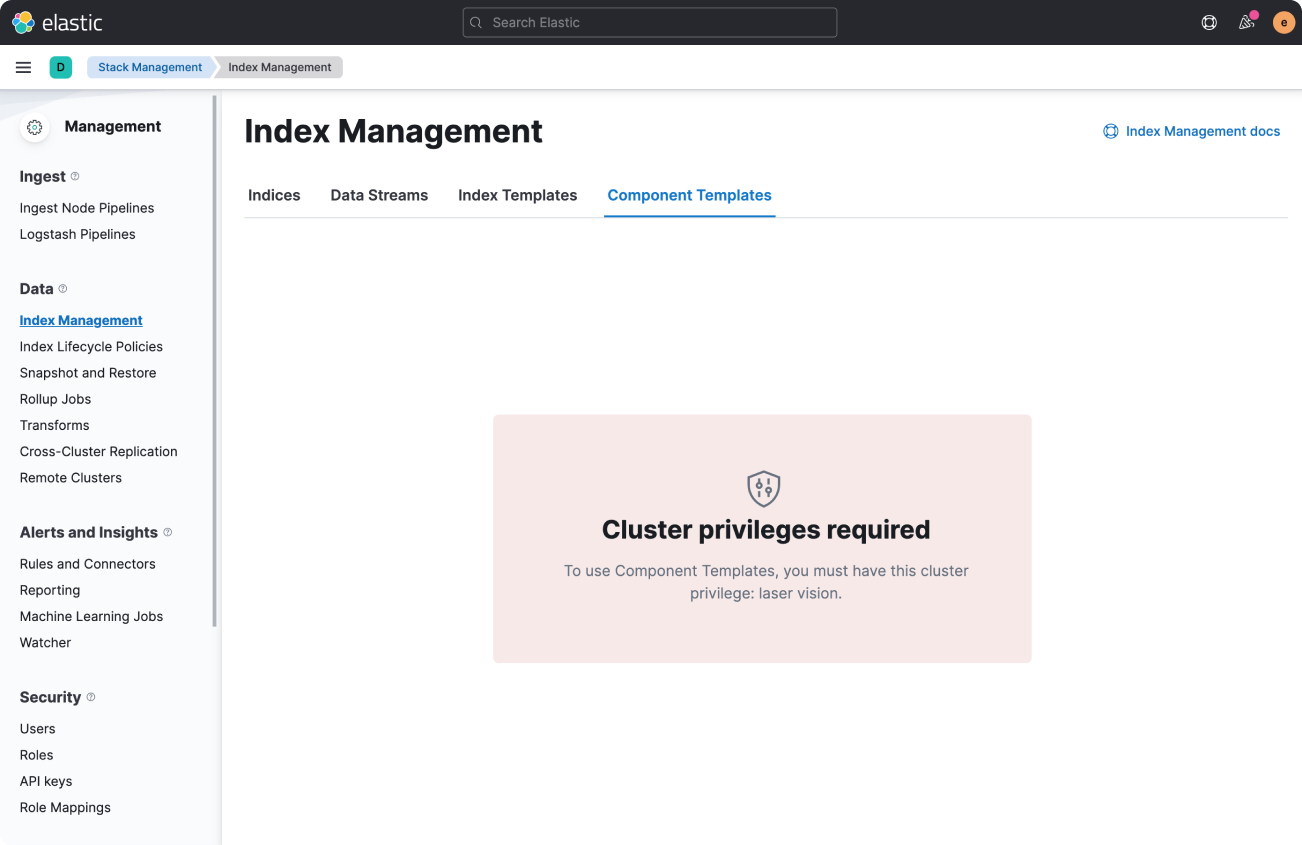 elastic
Search Elastic
e
D
Stack Management
Index Management
Management
Ingest
Ingest Node Pipelines
Logstash Pipelines
Data
Index Management
Index Lifecycle Policies
Snapshot and Restore
Rollup Jobs
Transforms
Cross-Cluster Replication
Remote Clusters
Alerts and Insights
Rules and Connectors
Reporting
Machine Learning Jobs
Watcher
Security
Users
Roles
API keys
Role Mappings
Index Management
Index Management docs
Indices
Data Streams
Index Templates
Component Templates
Cluster privileges required
To use Component Templates, you must have this cluster
privilege: laser vision.